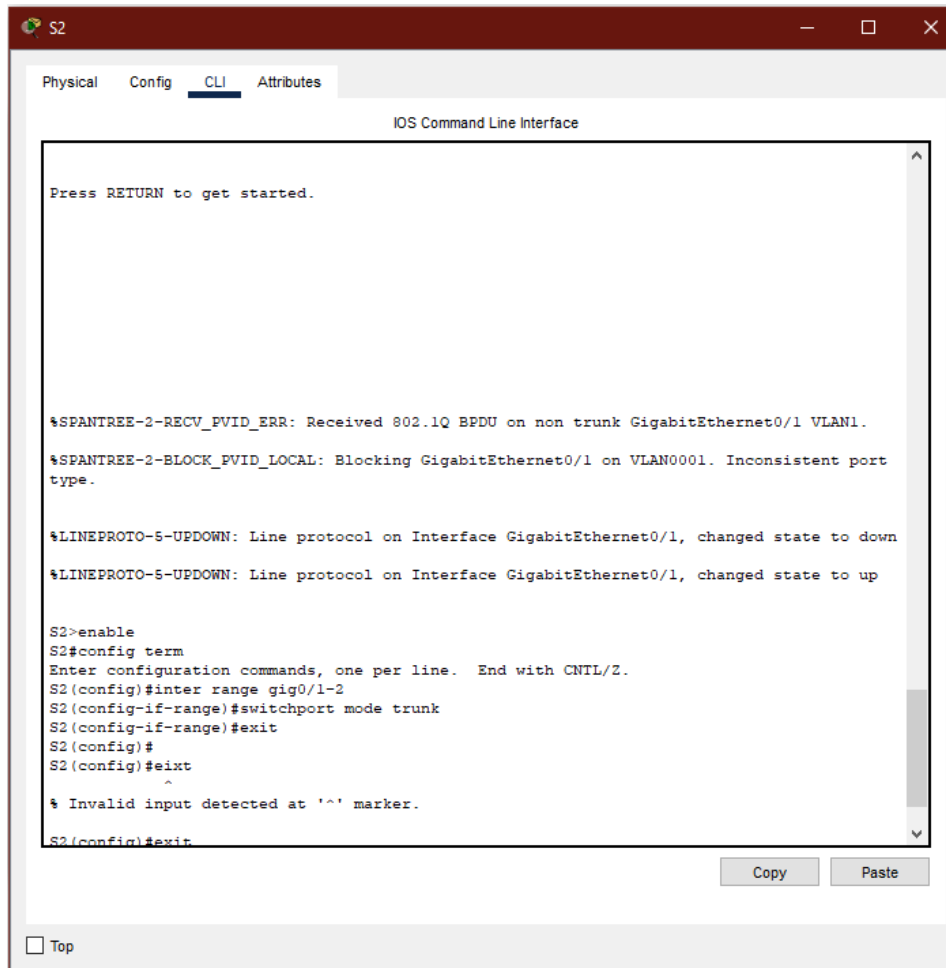 S2
Physical Config CLI Attributes
IOS Command Line Interface
Press RETURN to get started.
%SPANTREE-2-RECV_PVID_ERR: Received 802.1Q BPDU on non trunk GigabitEthernet0/1 VLAN1.
%SPANTREE-2-BLOCK_PVID_LOCAL: Blocking GigabitEthernet0/1 on VLAN0001. Inconsistent port
type.
%LINEPROTO-5-UPDOWN: Line protocol on Interface GigabitEthernet0/1, changed state to down
%LINEPROTO-5-UPDOWN: Line protocol on Interface GigabitEthernet0/1, changed state to up
S2>enable
S2#config term
Enter configuration commands, one per line.  End with CNTL/Z.
S2(config)#inter range gig0/1-2
S2(config-if-range)#switchport mode trunk
S2(config-if-range)#exit
S2(config)#
S2(config)#eixt
^
% Invalid input detected at '^' marker.
S2(config)#exit
Copy Paste
Top